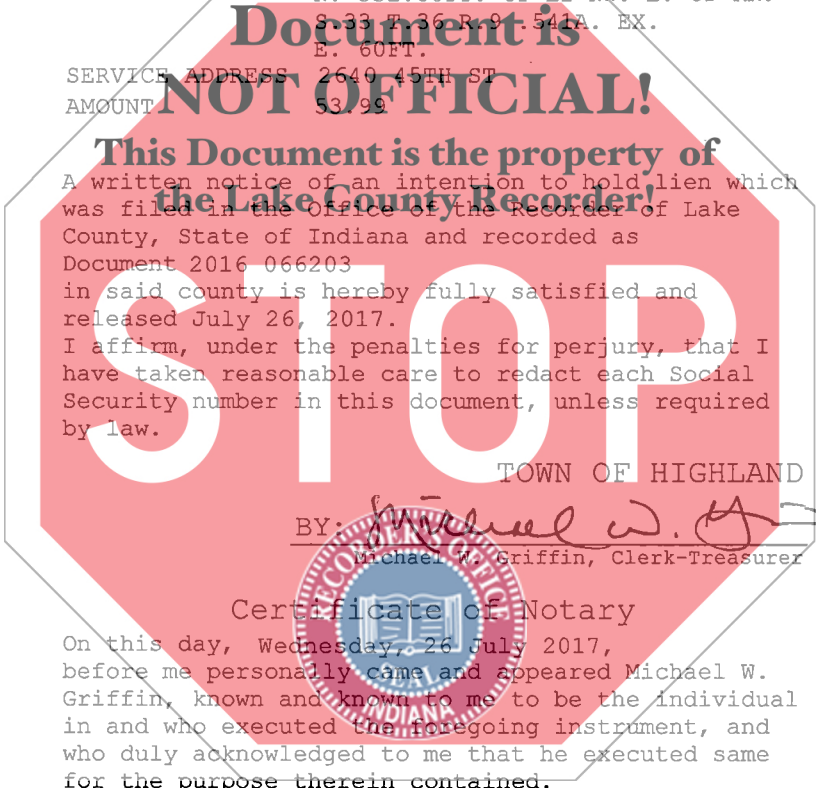 S.33 T.36 R.9 .541A. EX.
E. 60FT.
SERVICE ADDRESS 2640 45TH ST
AMOUNT 53.99
Document is
NOT OFFICIAL!
This Document is the property of
the Lake County Recorder!
A written notice of an intention to hold lien which
was filed in the Office of the Recorder of Lake
County, State of Indiana and recorded as
Document 2016 066203
in said county is hereby fully satisfied and
released July 26, 2017.
I affirm, under the penalties for perjury, that I
have taken reasonable care to redact each Social
Security number in this document, unless required
by law.
STOP
TOWN OF HIGHLAND
BY: Michael W. G
Michael W. Griffin, Clerk-Treasurer
RECORDER'S OFFICE
SEAL
INDIANA
Certificate of Notary
On this day, Wednesday, 26 July 2017,
before me personally came and appeared Michael W.
Griffin, known and known to me to be the individual
in and who executed the foregoing instrument, and
who duly acknowledged to me that he executed same
for the purpose therein contained.